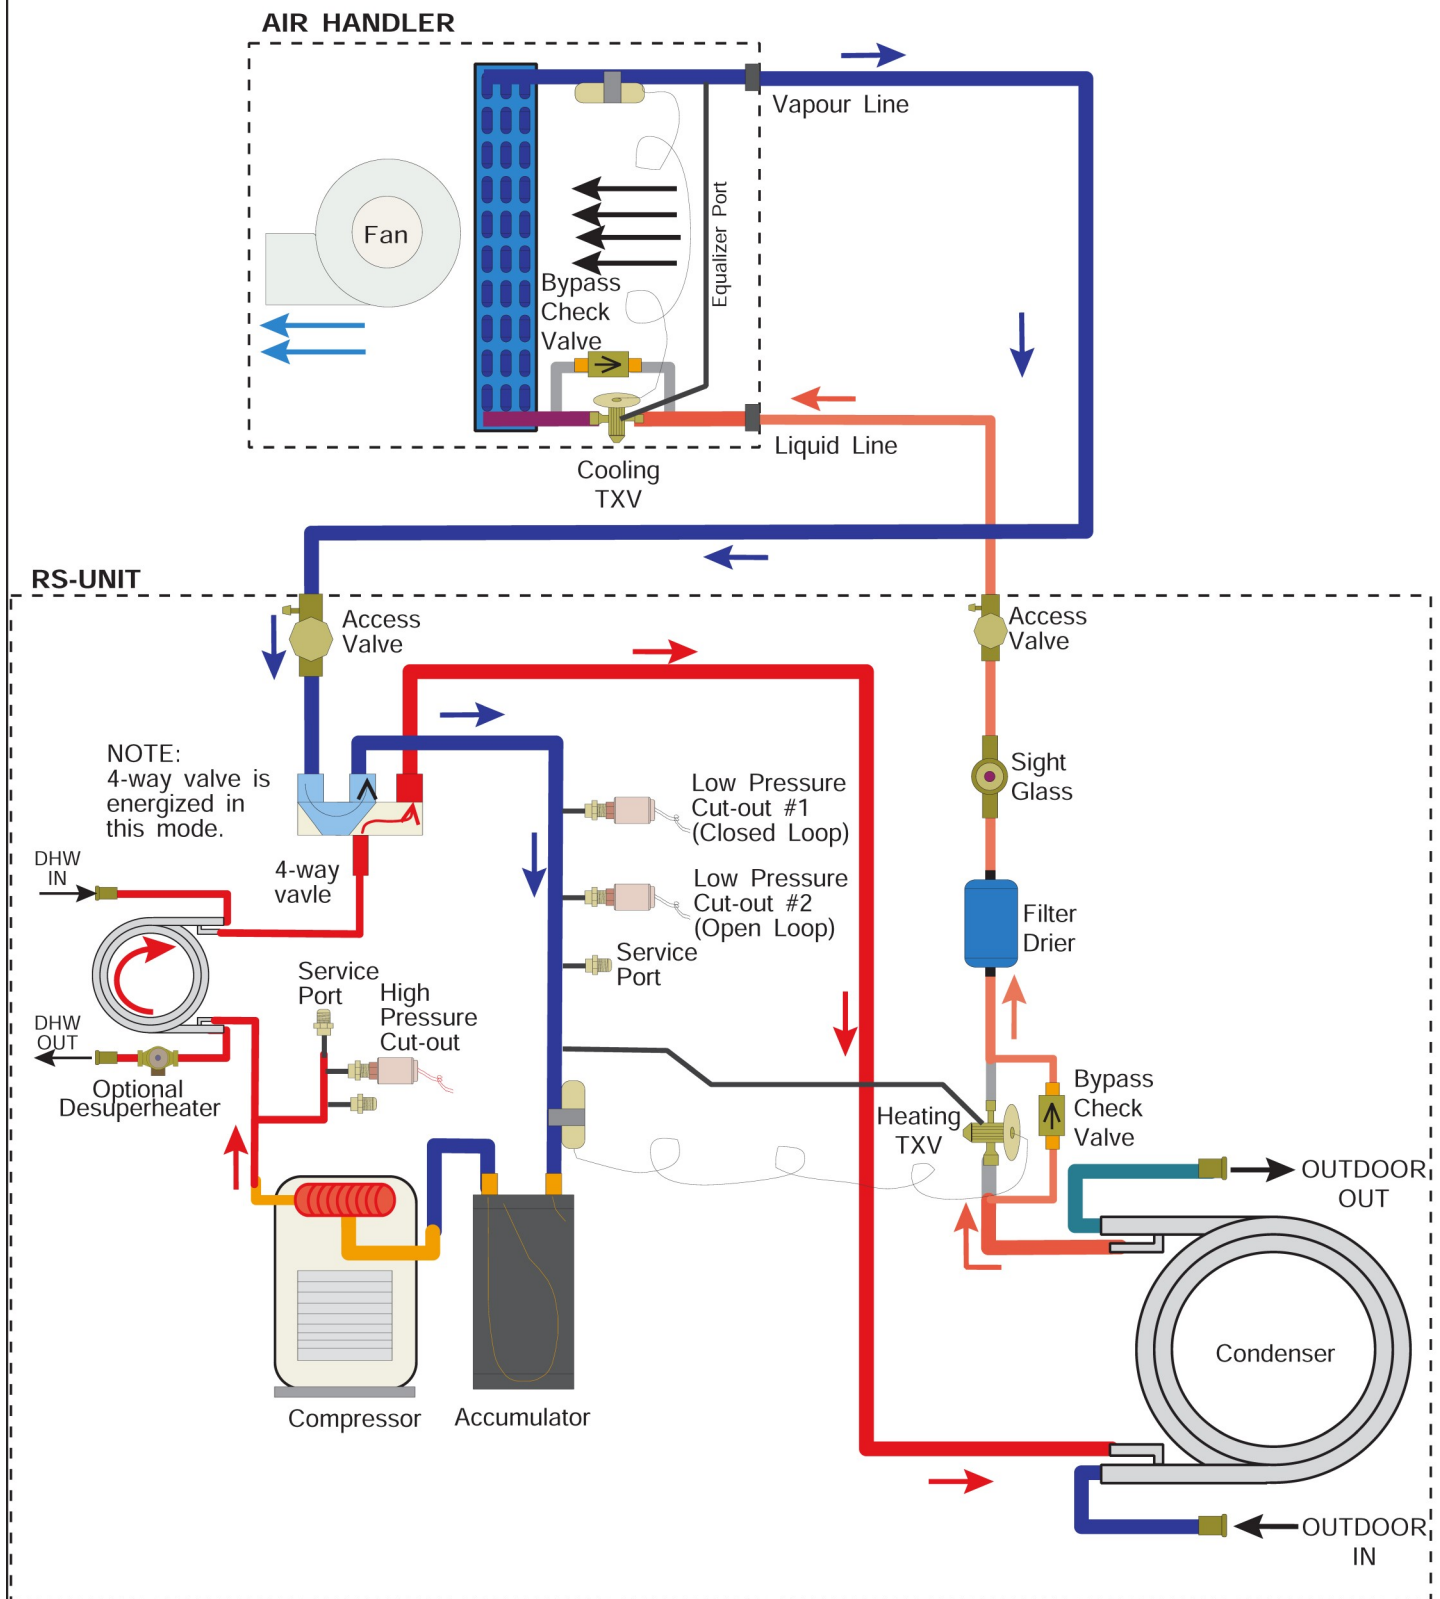 AIR HANDLER
Vapour Line
Fan
Equalizer Port
Bypass
Check
Valve
Liquid Line
Cooling
TXV
RS-UNIT
Access
Valve
Access
Valve
NOTE:
4-way valve is
energized in
this mode.
Sight
Glass
Low Pressure
Cut-out #1
(Closed Loop)
4-way
vavle
DHW
IN
Low Pressure
Cut-out #2
(Open Loop)
Filter
Drier
Service
Port
Service
Port
High
Pressure
Cut-out
DHW
OUT
Optional
Desuperheater
Heating
TXV
Bypass
Check
Valve
OUTDOOR
OUT
Condenser
Compressor
Accumulator
OUTDOOR
IN